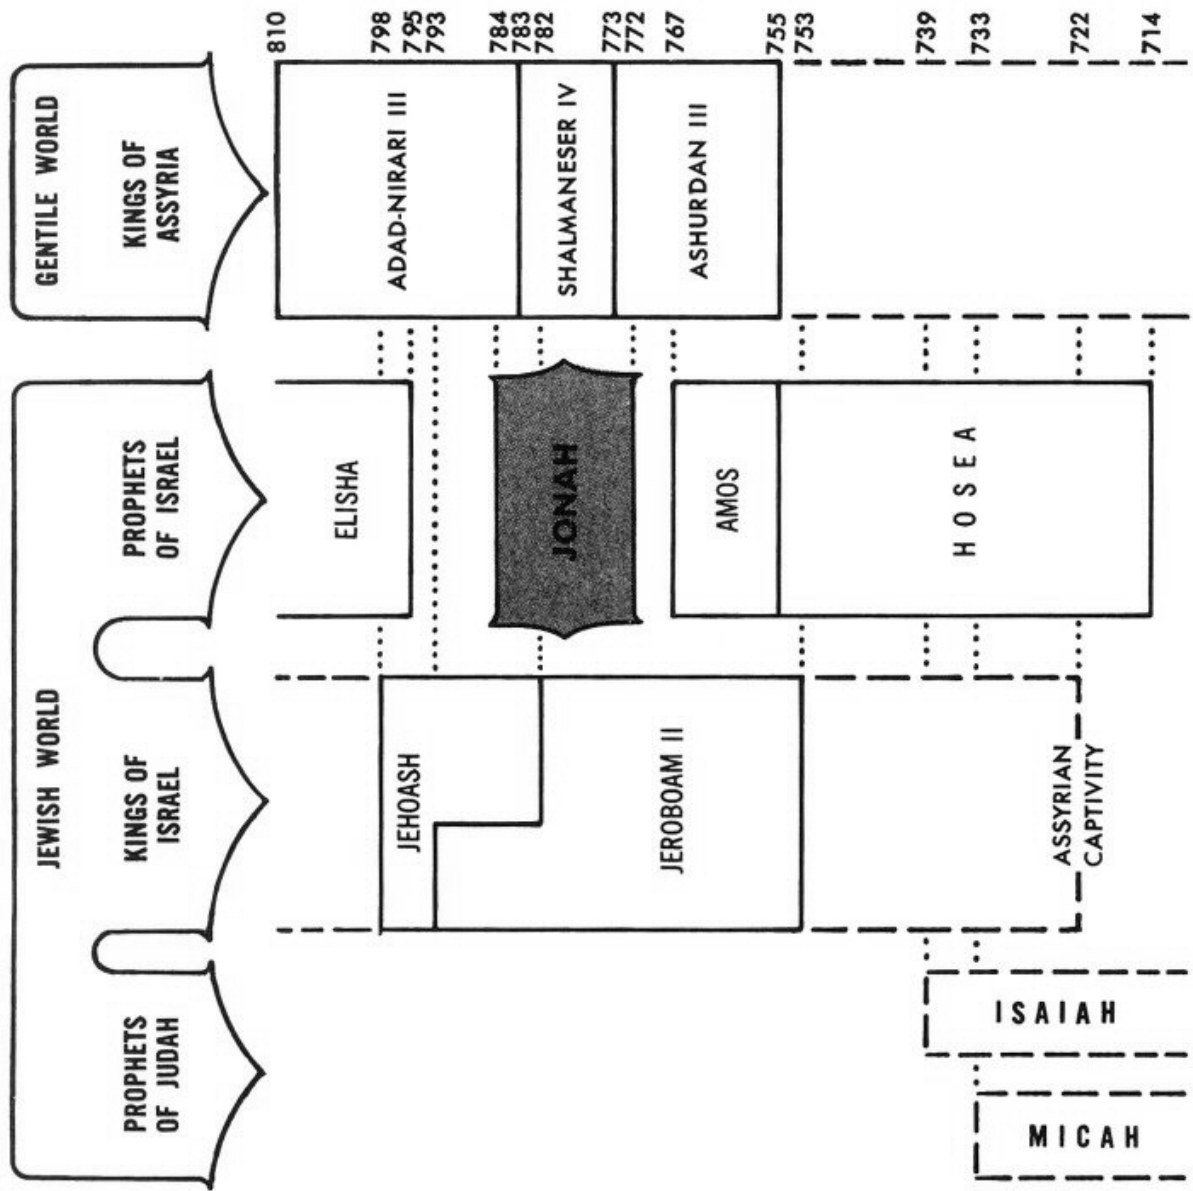 GENTILE WORLD
KINGS OF
ASSYRIA
JEWISH WORLD
PROPHETS
OF ISRAEL
KINGS OF
ISRAEL
PROPHETS
OF JUDAH
810
798
795
793
784
783
782
773
772
767
755
753
739
733
722
714
ADAD-NIRARI III
SHALMANESER IV
ASHURDAN III
ELISHA
JONAH
AMOS
HOSEA
JEHOASH
JEROBOAM II
ASSYRIAN
CAPTIVITY
ISAIAH
MICAH